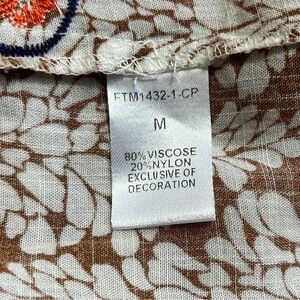 FTM1432-1-CP
M
80%VISCOSE
20%NYLON
EXCLUSIVE OF
DECORATION